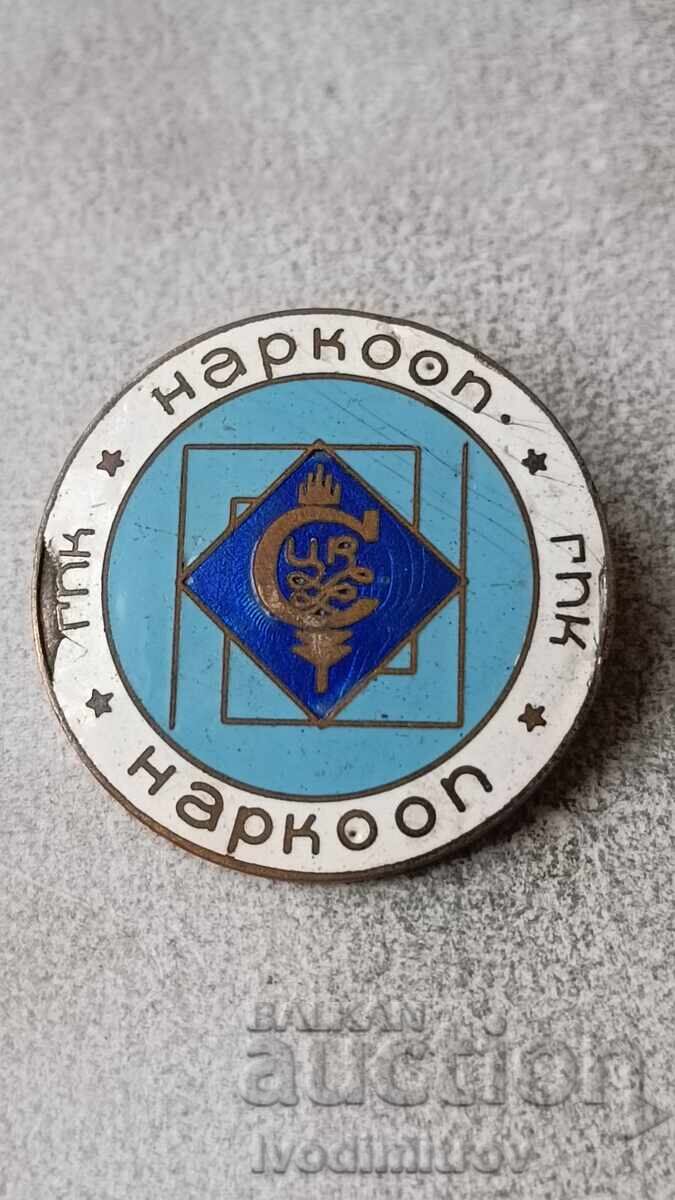 наркооп
гпк
гпк
наркооп
BALKAN
auction
Ivodimitrov